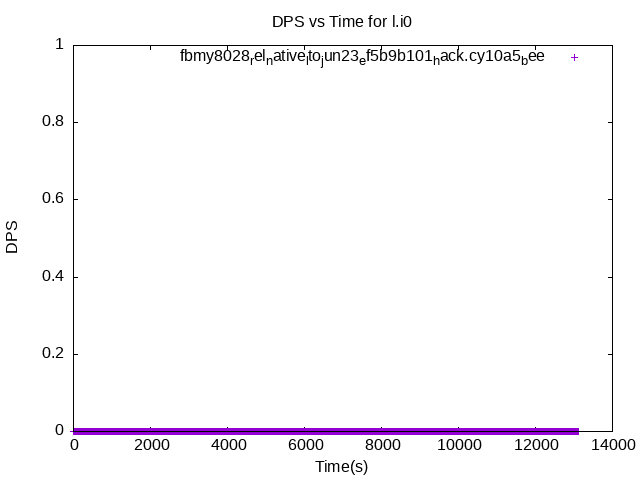 DPS vs Time for l.i0
fbmy8028relnativeltojun23ef5b9b101hack.cy10a5bee
1
0.8
0.6
0.4
0.2
0
DPS
0 2000 4000 6000 8000 10000 12000 14000
Time(s)